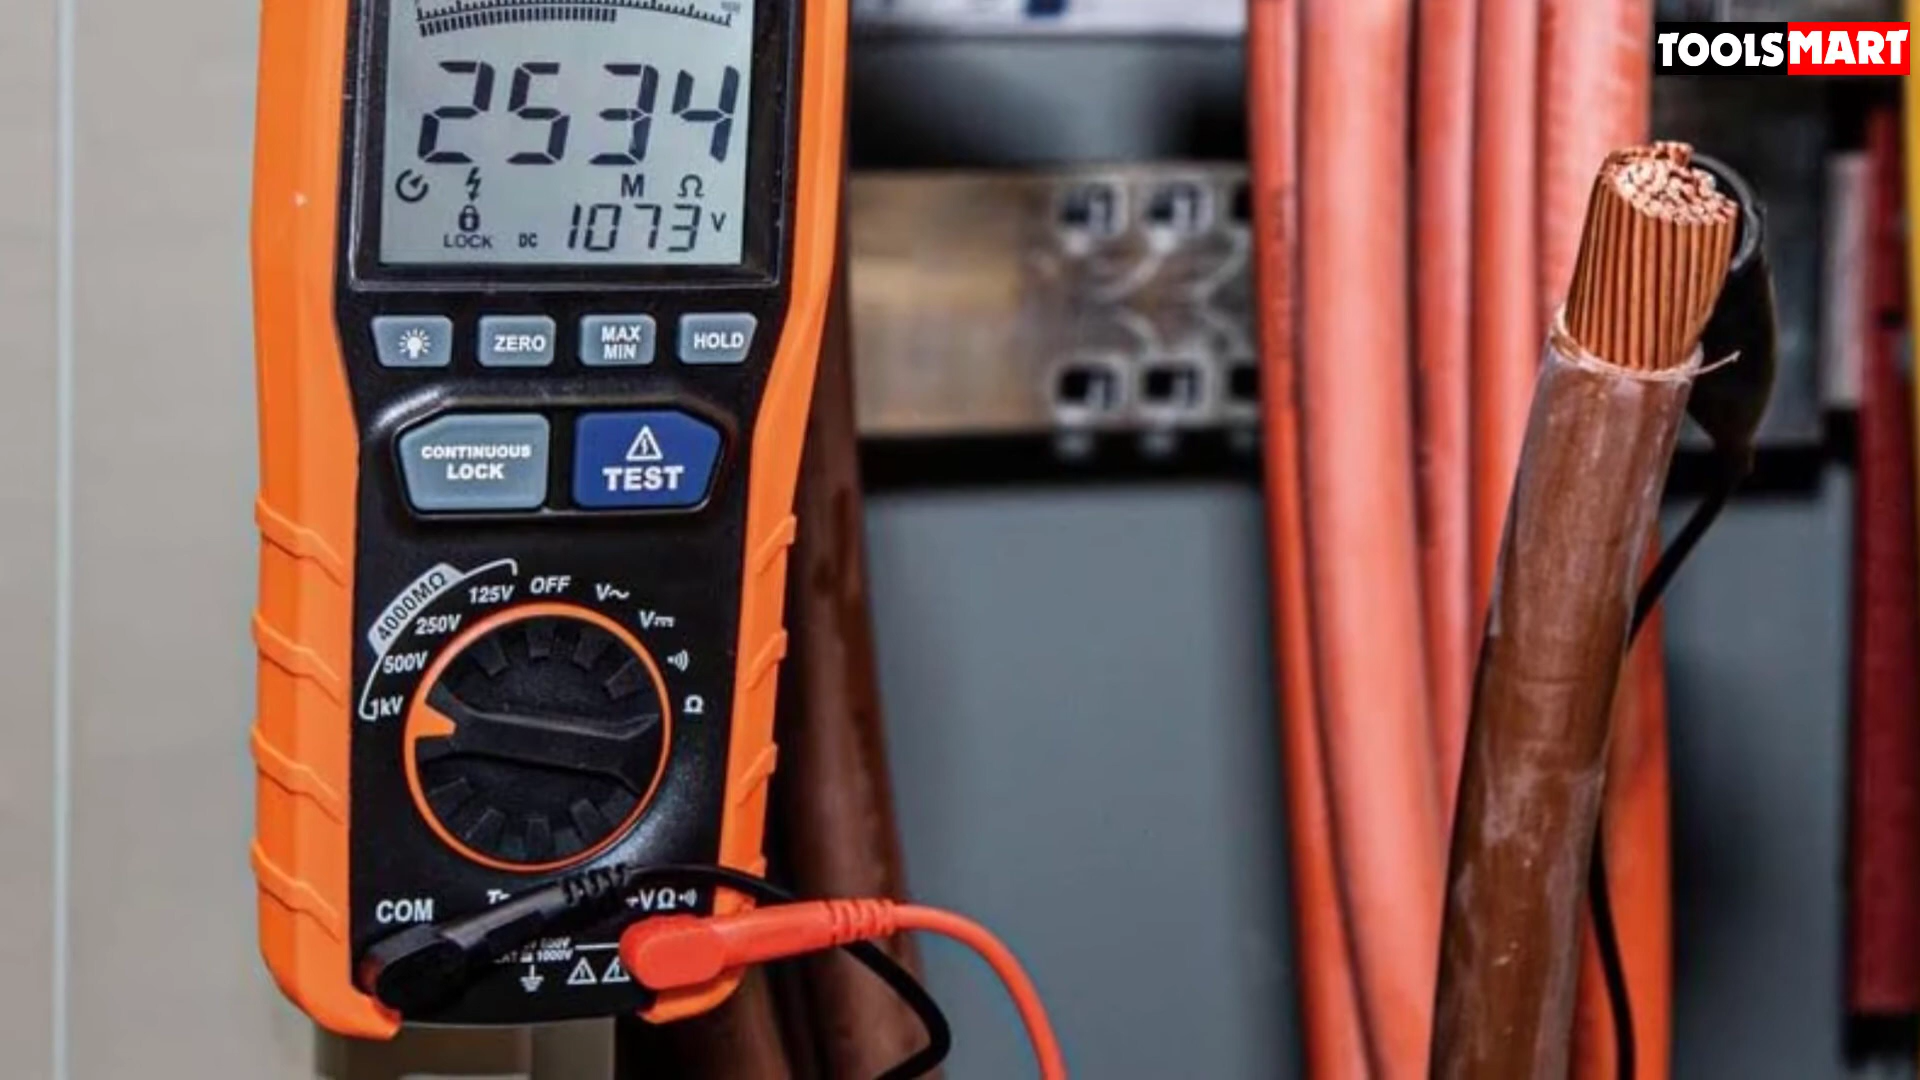 TOOLSMART
2534
M Ω
LOCK DC 1073 V
ZERO
MAX
MIN
HOLD
CONTINUOUS
LOCK
TEST
4000MΩ
125V
OFF
V~
250V
V
500V
1kV
Ω
COM
VΩ
1000V